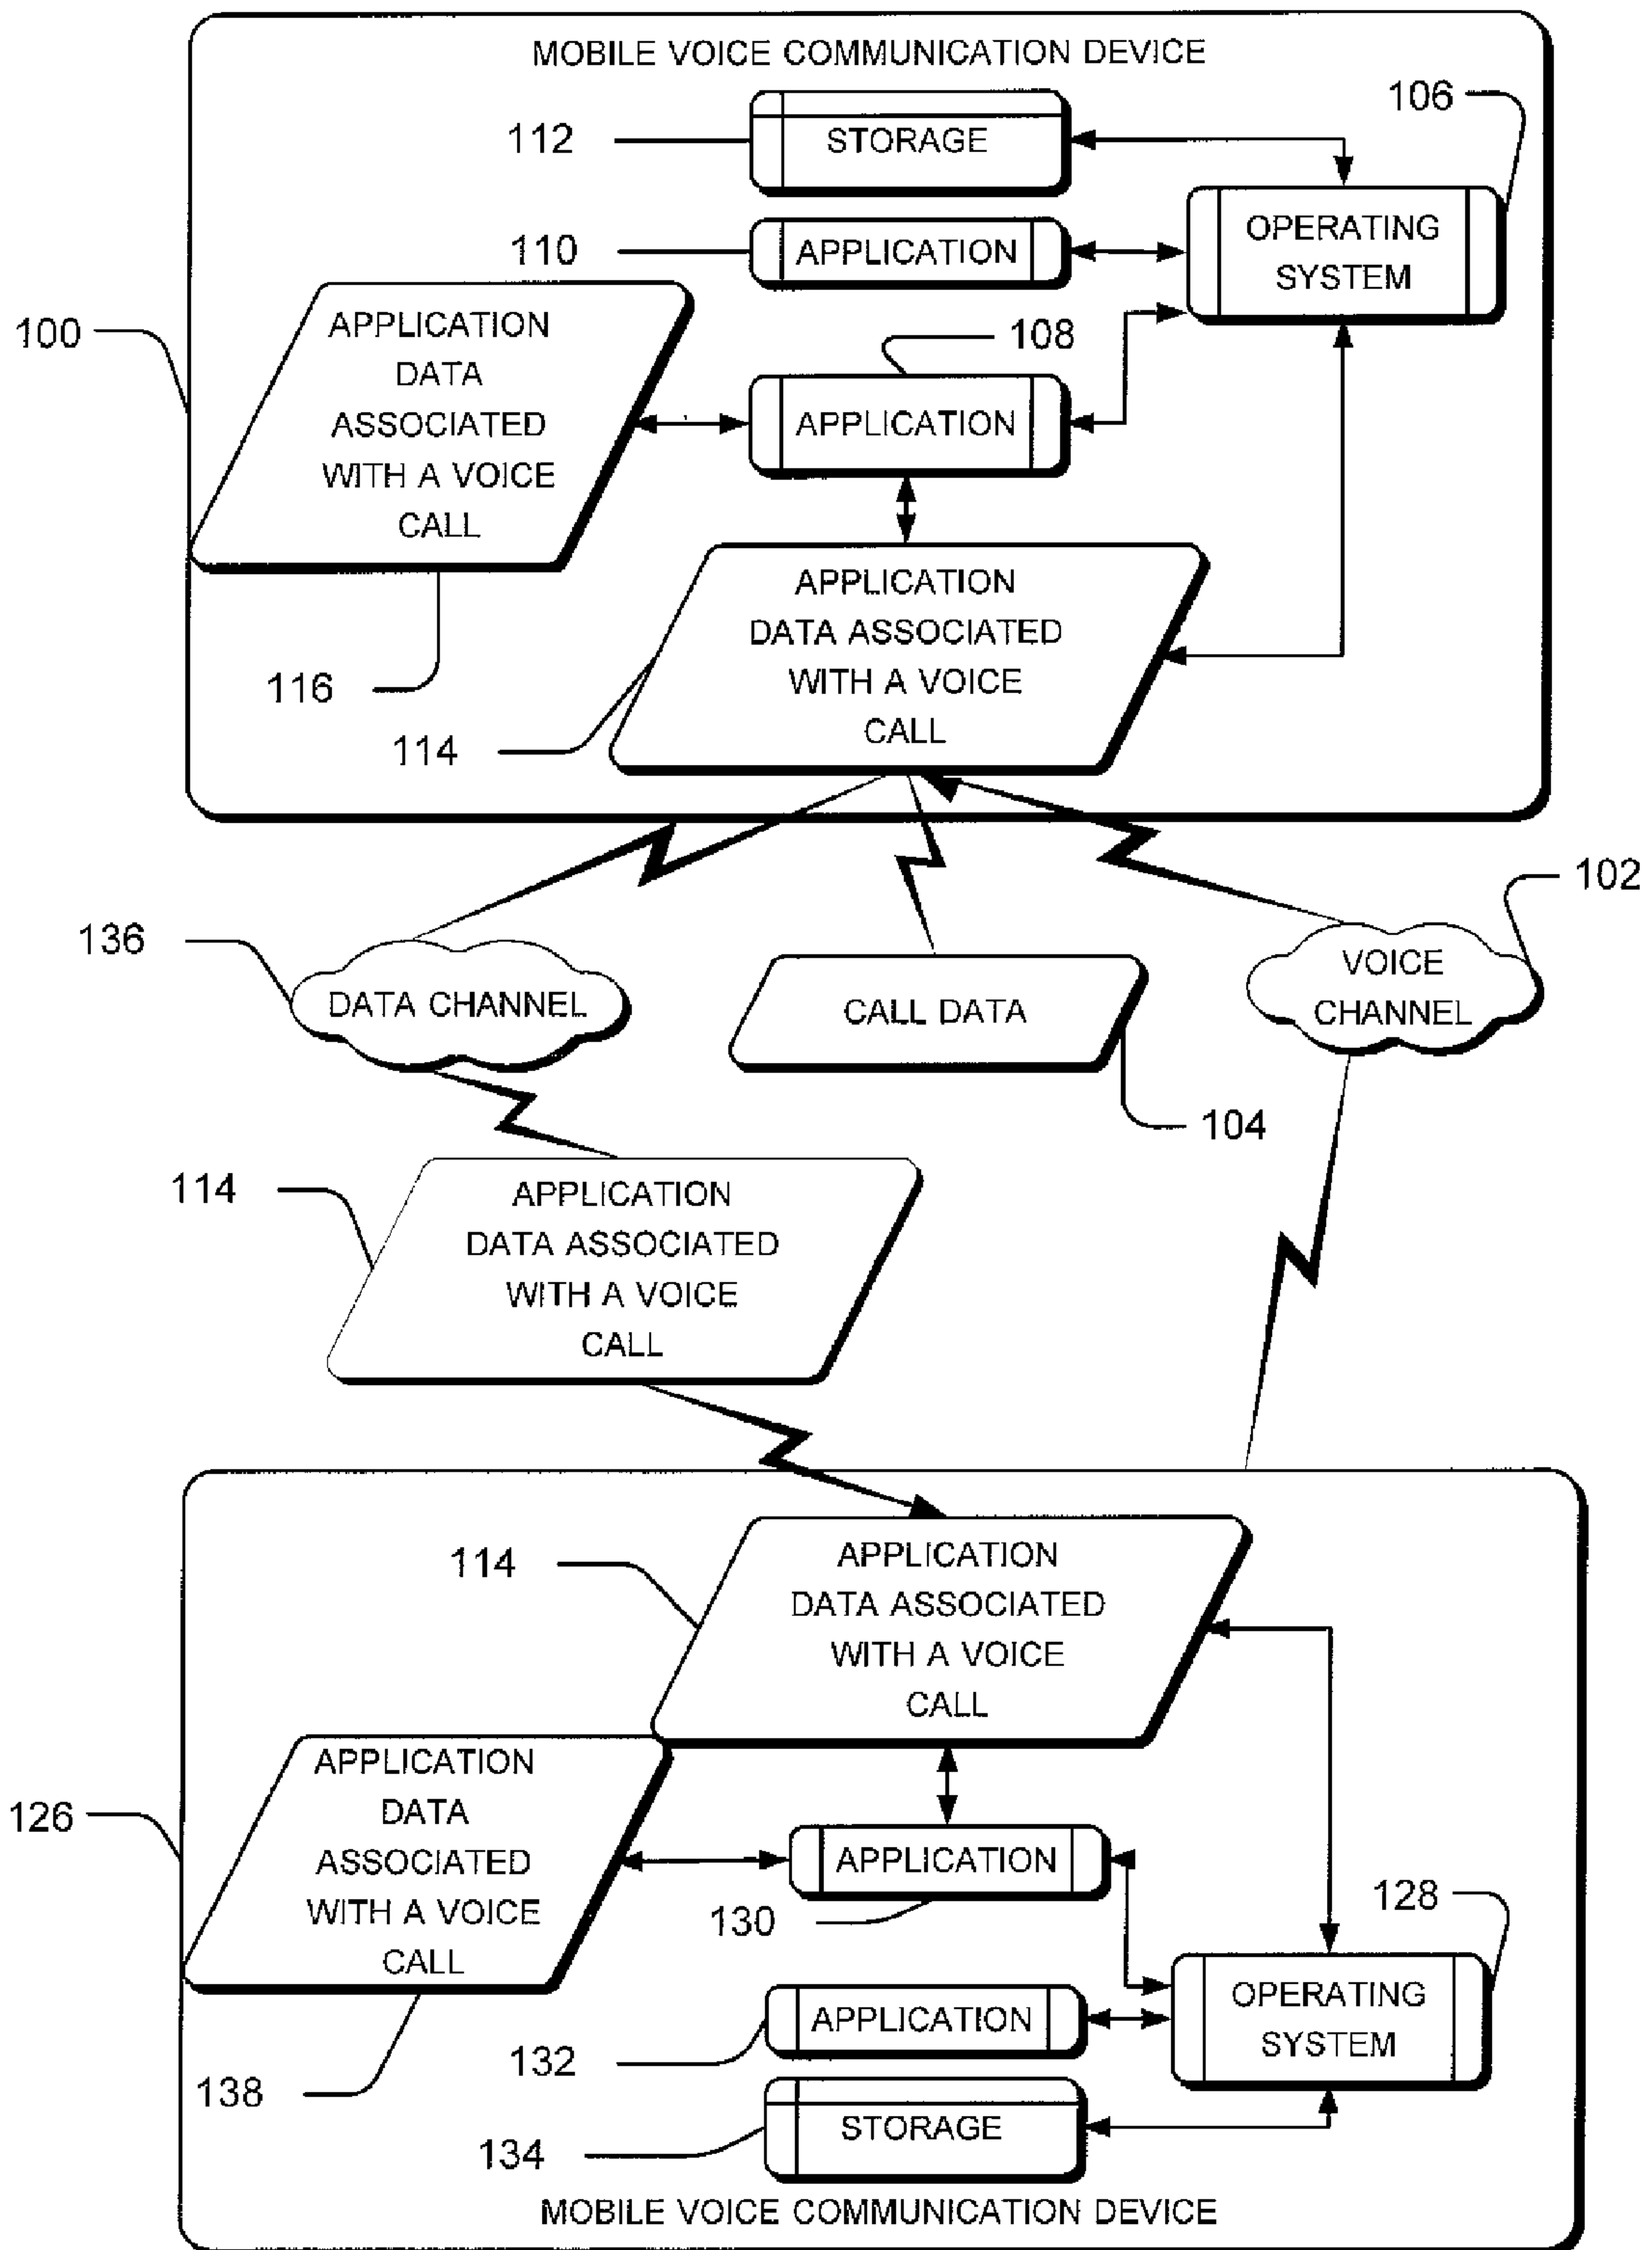 MOBILE VOICE COMMUNICATION DEVICE
106
112
STORAGE
OPERATING
SYSTEM
110
APPLICATION
100
APPLICATION
DATA
ASSOCIATED
WITH A VOICE
CALL
108
APPLICATION
116
APPLICATION
DATA ASSOCIATED
WITH A VOICE
CALL
114
102
136
DATA CHANNEL
CALL DATA
VOICE
CHANNEL
104
114
APPLICATION
DATA ASSOCIATED
WITH A VOICE
CALL
114
APPLICATION
DATA ASSOCIATED
WITH A VOICE
CALL
126
APPLICATION
DATA
ASSOCIATED
WITH A VOICE
CALL
APPLICATION
130
128
OPERATING
SYSTEM
APPLICATION
132
138
STORAGE
134
MOBILE VOICE COMMUNICATION DEVICE